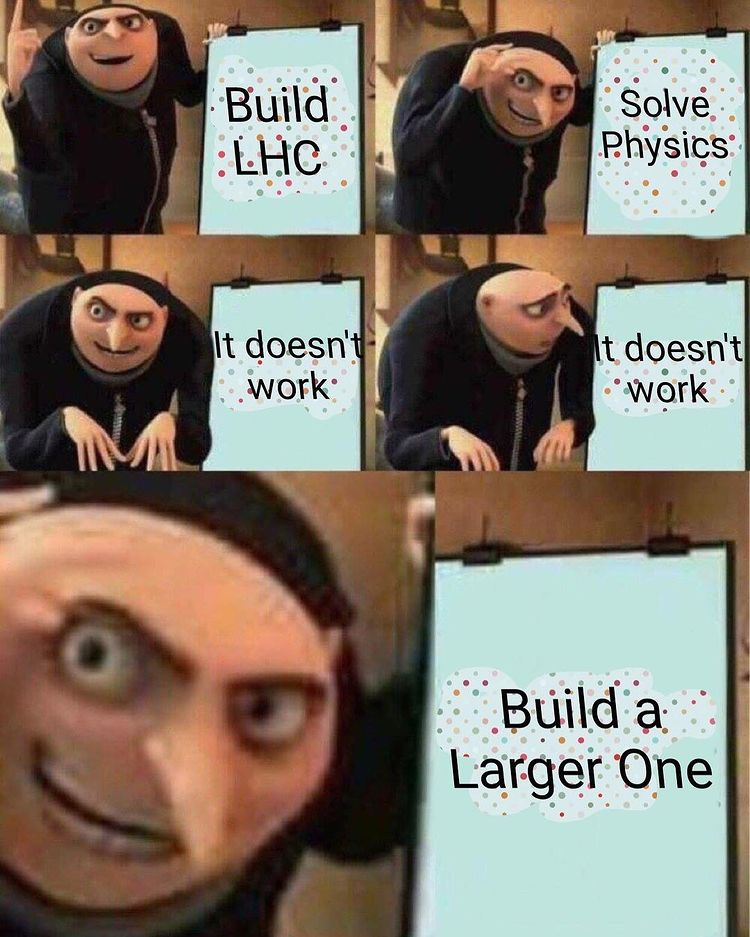 Build
LHC
Solve
Physics
It doesn't
work
It doesn't
work
Build a
Larger One